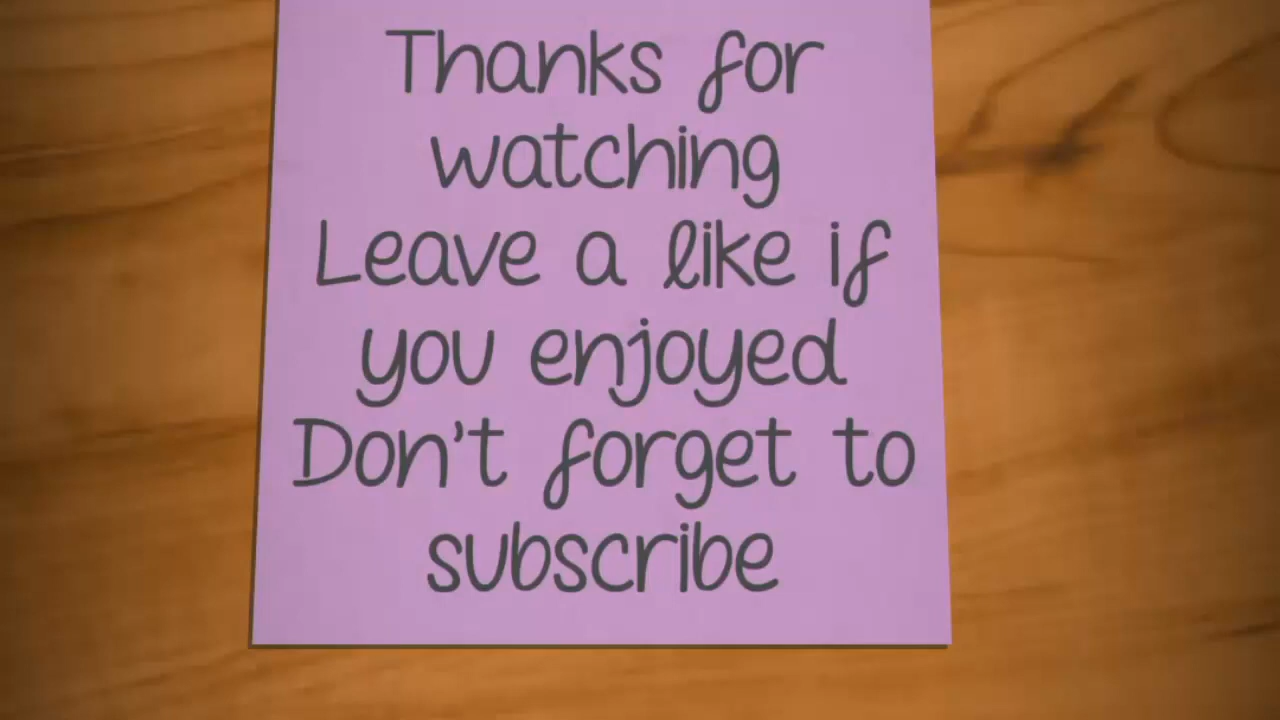 Thanks for
watching
Leave a like if
you enjoyed
Don't forget to
subscribe